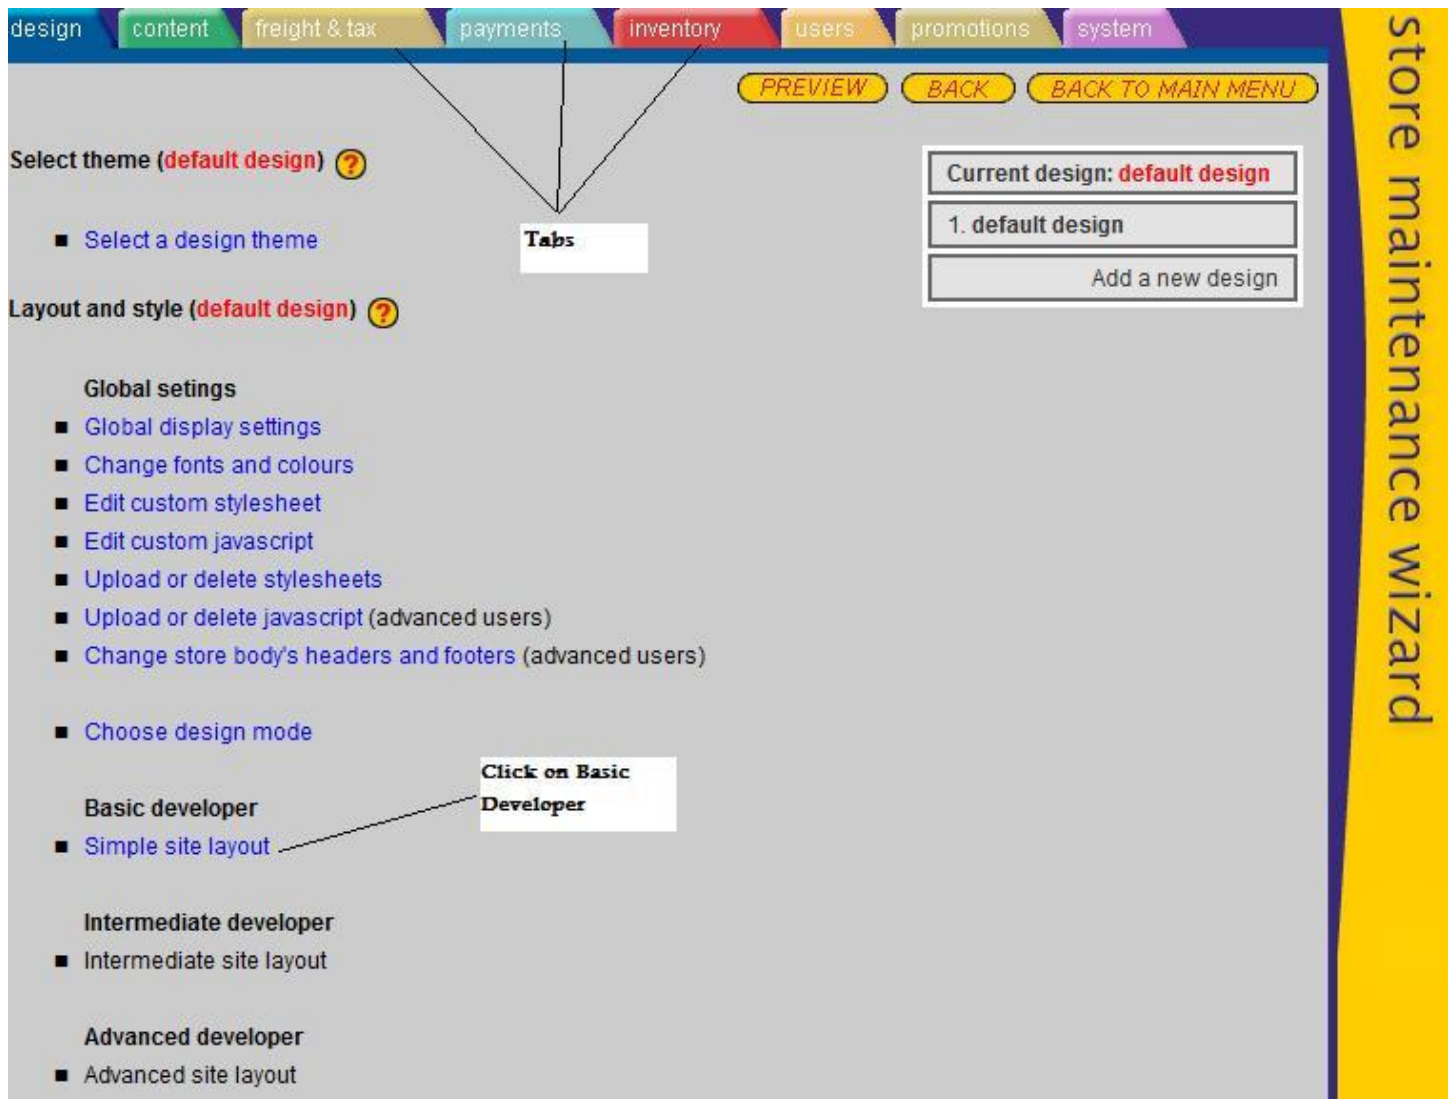 design content freight & tax payments inventory users promotions system
PREVIEW BACK BACK TO MAIN MENU
Select theme (default design) ?
Current design: default design
1. default design
Add a new design
Tabs
Select a design theme
Layout and style (default design) ?
Global setings
Global display settings
Change fonts and colours
Edit custom stylesheet
Edit custom javascript
Upload or delete stylesheets
Upload or delete javascript (advanced users)
Change store body's headers and footers (advanced users)
Choose design mode
Click on Basic
Developer
Basic developer
Simple site layout
Intermediate developer
Intermediate site layout
Advanced developer
Advanced site layout
store maintenance wizard